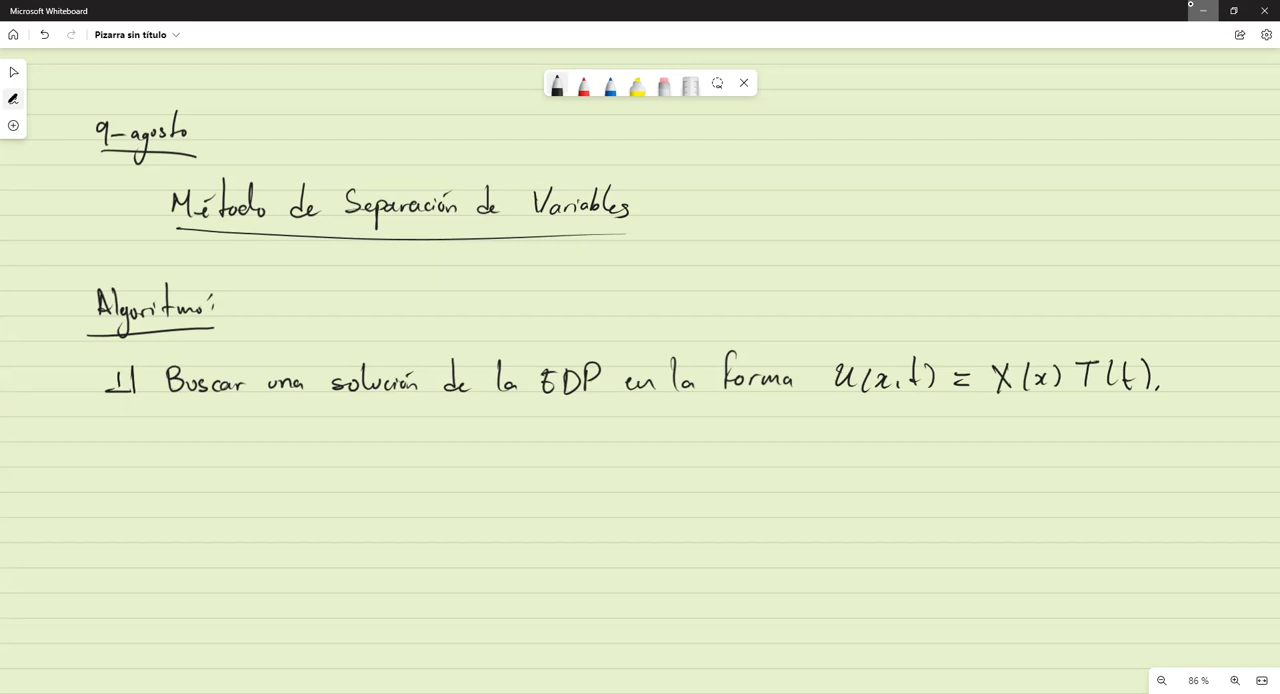 Microsoft Whiteboard
Pizarra sin título
9-agosto
Método de Separación de Variables
Algoritmo:
1) Buscar una solución de la EDP en la forma U(x,t) = X(x) T(t).
86 %